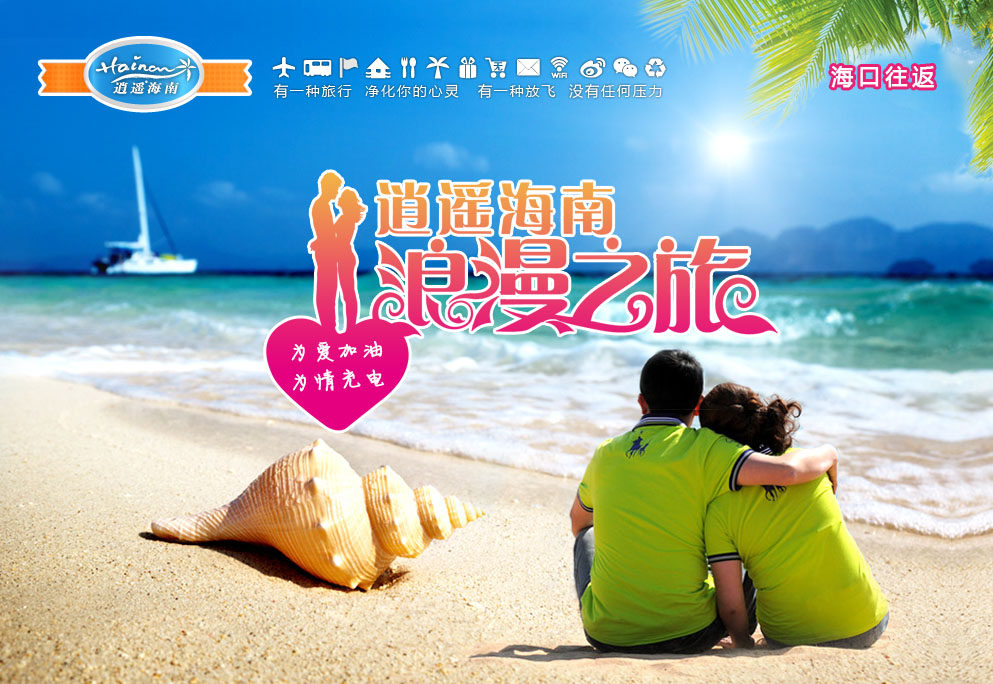 Hainan
逍遥海南
WiFi
有一种旅行 净化你的心灵 有一种放飞 没有任何压力
海口往返
逍遥海南
浪漫之旅
为爱加油
为情充电